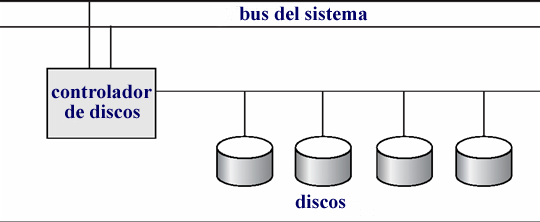 bus del sistema
controlador
de discos
discos